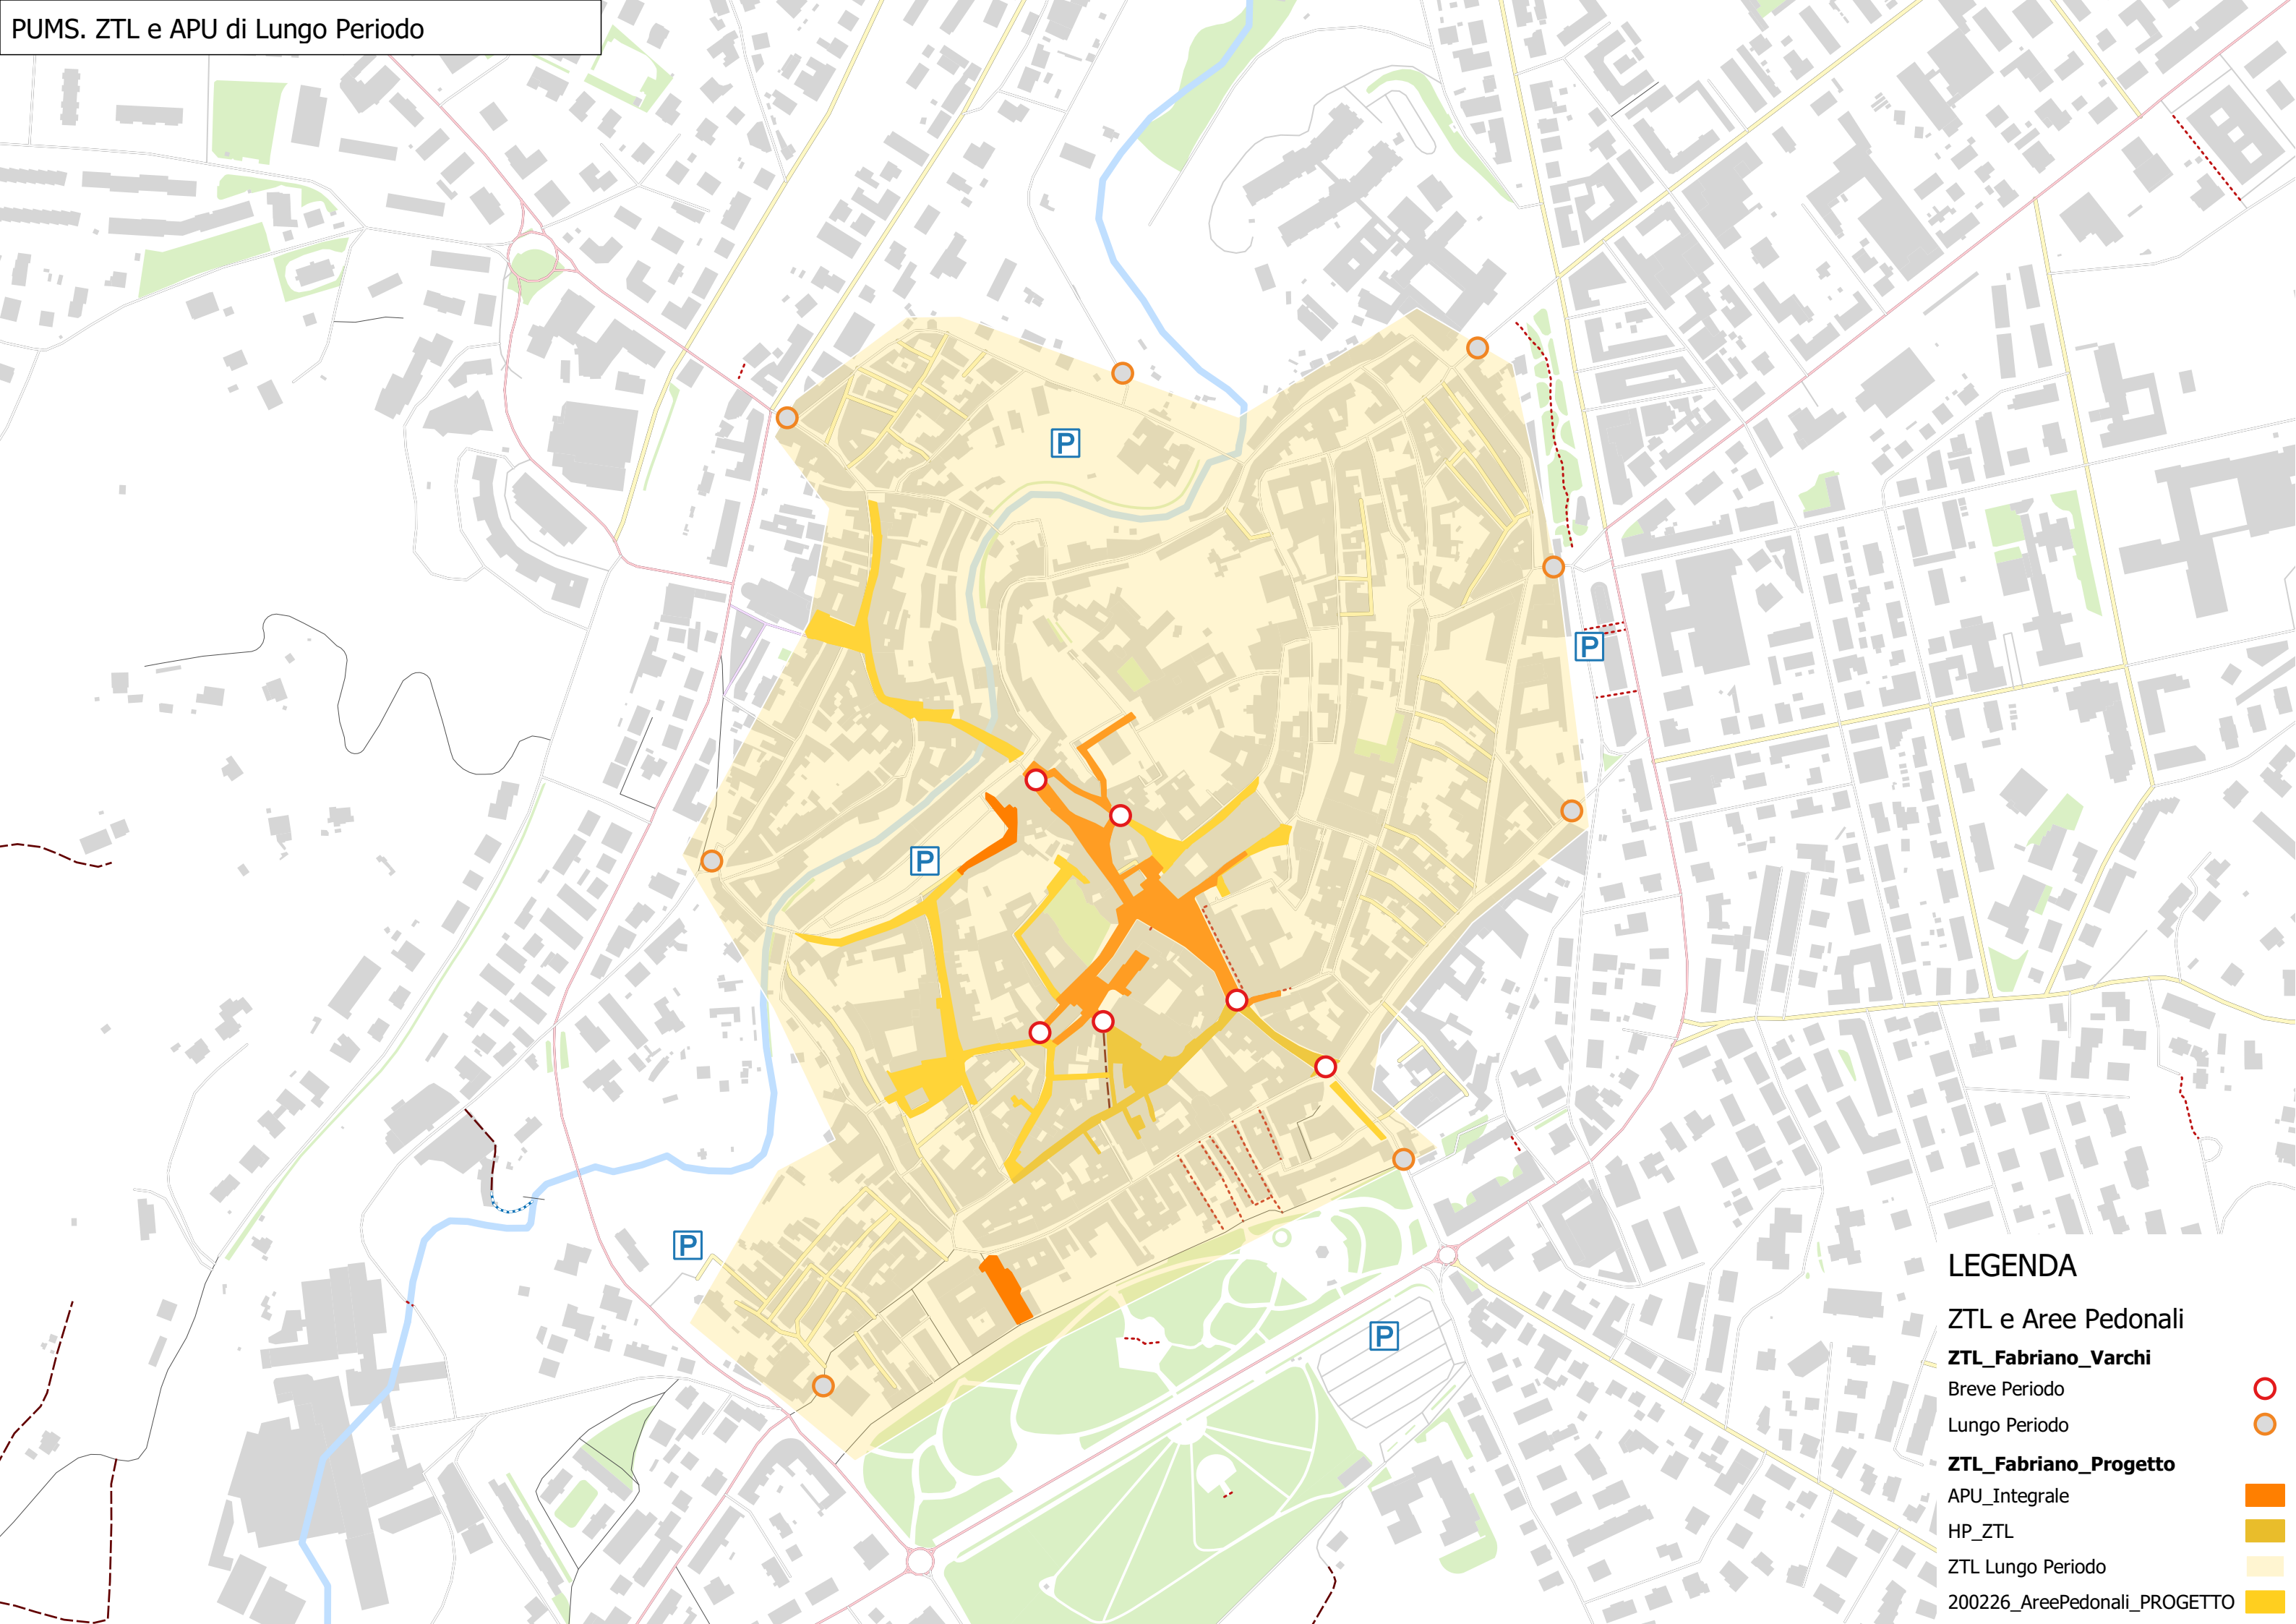 PUMS. ZTL e APU di Lungo Periodo
P
P
P
P
P
LEGENDA
ZTL e Aree Pedonali
ZTL_Fabriano_Varchi
Breve Periodo
Lungo Periodo
ZTL_Fabriano_Progetto
APU_Integrale
HP_ZTL
ZTL Lungo Periodo
200226_AreePedonali_PROGETTO